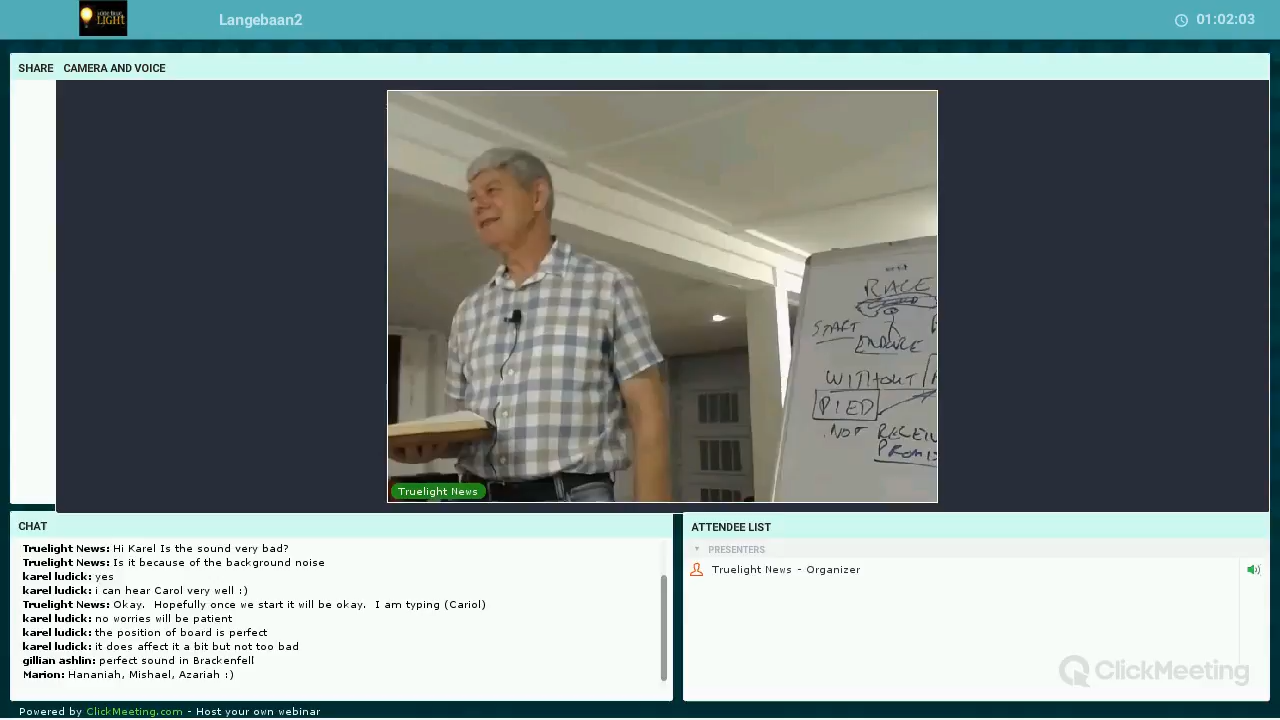 LIGHT
Langebaan2
01:02:03
SHARE
CAMERA AND VOICE
RACE
START
ENDURE
WITHOUT
DIED
NOT
Truelight News
CHAT
Truelight News: Hi Karel Is the sound very bad?
Truelight News: Is it because of the background noise
karel ludick: yes
karel ludick: i can hear Carol very well :)
Truelight News: Okay. Hopefully once we start it will be okay. I am typing (Cariol)
karel ludick: no worries will be patient
karel ludick: the position of board is perfect
karel ludick: it does affect it a bit but not too bad
gillian ashlin: perfect sound in Brackenfell
Marion: Hananiah, Mishael, Azariah :)
ATTENDEE LIST
PRESENTERS
Truelight News - Organizer
ClickMeeting
Powered by ClickMeeting.com - Host your own webinar